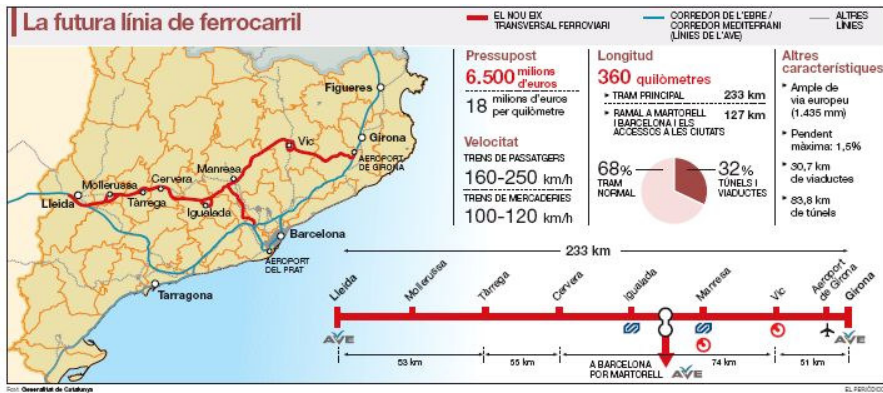 La futura línia de ferrocarril
EL NOU EIX
TRANSVERSAL FERROVIARI
CORREDOR DE L'EBRE /
CORREDOR MEDITERRANI
(LÍNIES DE L'AVE)
ALTRES
LÍNIES
Figueres
Girona
AEROPORT
DE GIRONA
Vic
Manresa
Cervera
Mollerussa
Lleida
Tàrrega
Igualada
Barcelona
AEROPORT
DEL PRAT
Tarragona
Pressupost
6.500 milions
d'euros
18 milions d'euros
per quilòmetre
Velocitat
TRENS DE PASSATGERS
160-250 km/h
TRENS DE MERCADERIES
100-120 km/h
Longitud
360 quilòmetres
TRAM PRINCIPAL 233 km
RAMAL A MARTORELL
I BARCELONA I ELS
ACCESSOS A LES CIUTATS 127 km
68%
TRAM
NORMAL
32%
TÚNELS I
VIADUCTES
Altres
característiques
Ample de
via europeu
(1.435 mm)
Pendent
màxima: 1,5%
30,7 km
de viaductes
83,8 km
de túnels
233 km
Lleida
Mollerussa
Tàrrega
Cervera
Igualada
Manresa
Vic
Aeroport
de Girona
Girona
AVE
AVE
53 km
55 km
74 km
51 km
A BARCELONA
POR MARTORELL
AVE
Font: Generalitat de Catalunya
EL PERIÓDICO